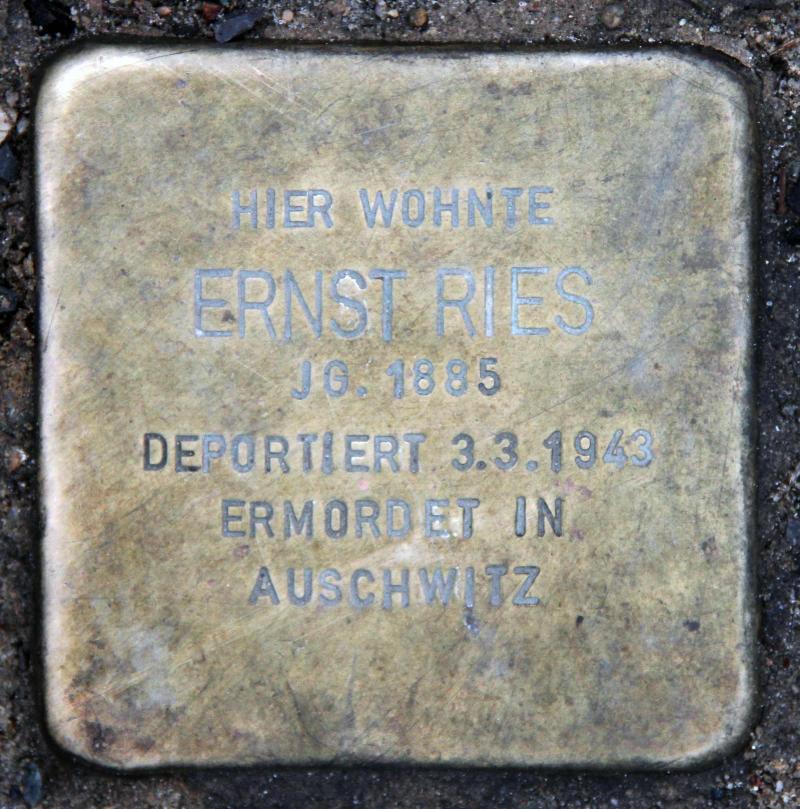 HIER WOHNTE
ERNST RIES
JG. 1885
DEPORTIERT 3.3.1943
ERMORDET IN
AUSCHWITZ